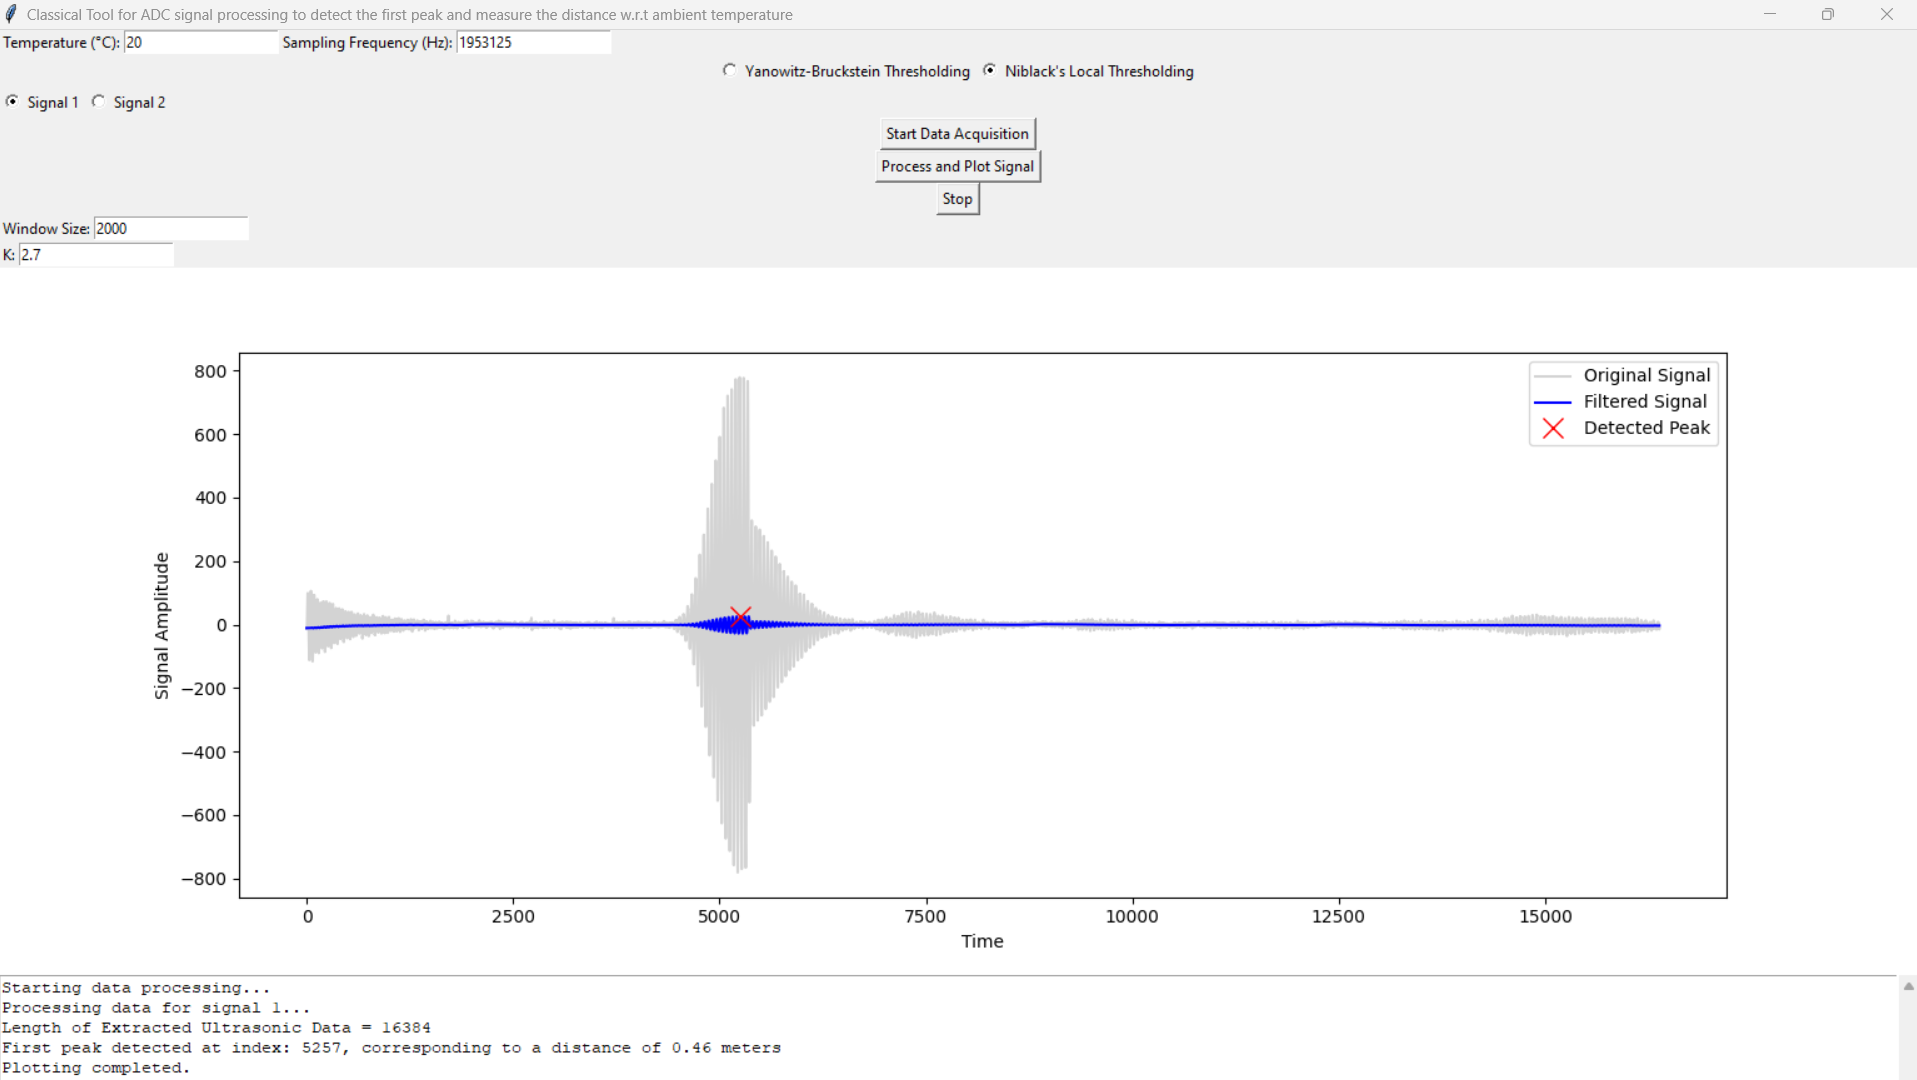 Classical Tool for ADC signal processing to detect the first peak and measure the distance w.r.t ambient temperature
Temperature (°C): 20 Sampling Frequency (Hz): 1953125
Yanowitz-Bruckstein Thresholding Niblack's Local Thresholding
Signal 1 Signal 2
Start Data Acquisition
Process and Plot Signal
Stop
Window Size: 2000
K: 2.7
800
600
400
200
0
−200
−400
−600
−800
Signal Amplitude
Original Signal
Filtered Signal
Detected Peak
0 2500 5000 7500 10000 12500 15000
Time
Starting data processing...
Processing data for signal 1...
Length of Extracted Ultrasonic Data = 16384
First peak detected at index: 5257, corresponding to a distance of 0.46 meters
Plotting completed.